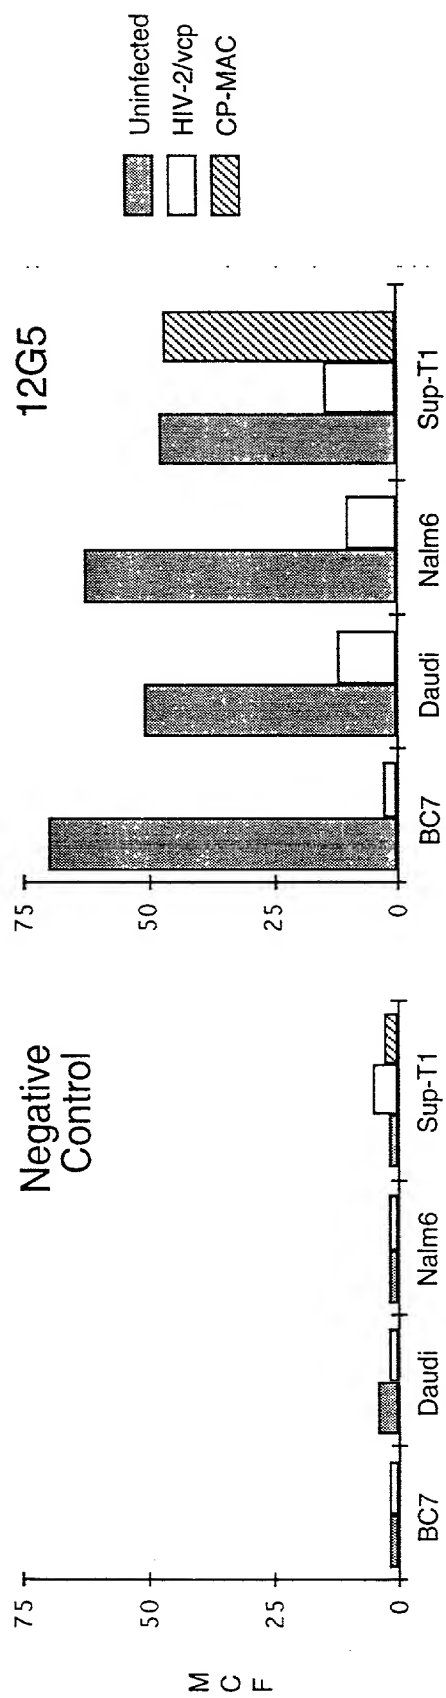 Negative
Control
MCF
75
50
25
0
BC7
Daudi
Nalm6
Sup-T1
12G5
75
50
25
0
BC7
Daudi
Nalm6
Sup-T1
Uninfected
HIV-2/vcp
CP-MAC